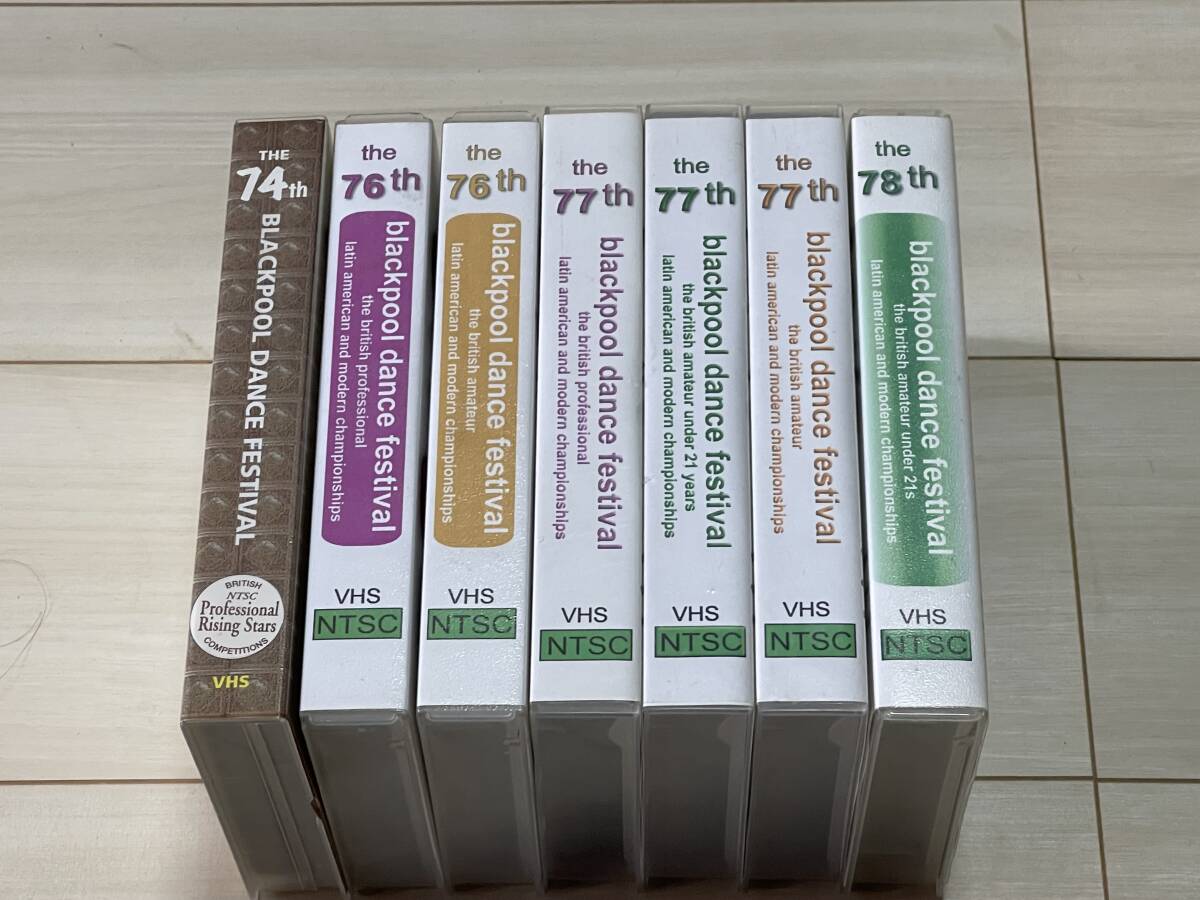 THE
74th
BLACKPOOL DANCE FESTIVAL
BRITISH
NTSC
Professional
Rising Stars
COMPETITIONS
VHS
the
76th
blackpool dance festival
the british professional
latin american and modern championships
VHS
NTSC
the
76th
blackpool dance festival
the british amateur
latin american and modern championships
VHS
NTSC
the
77th
blackpool dance festival
the british professional
latin american and modern championships
VHS
NTSC
the
77th
blackpool dance festival
the british amateur under 21 years
latin american and modern championships
VHS
NTSC
the
77th
blackpool dance festival
the british amateur
latin american and modern championships
VHS
NTSC
the
78th
blackpool dance festival
the british amateur under 21s
latin american and modern championships
VHS
NTSC